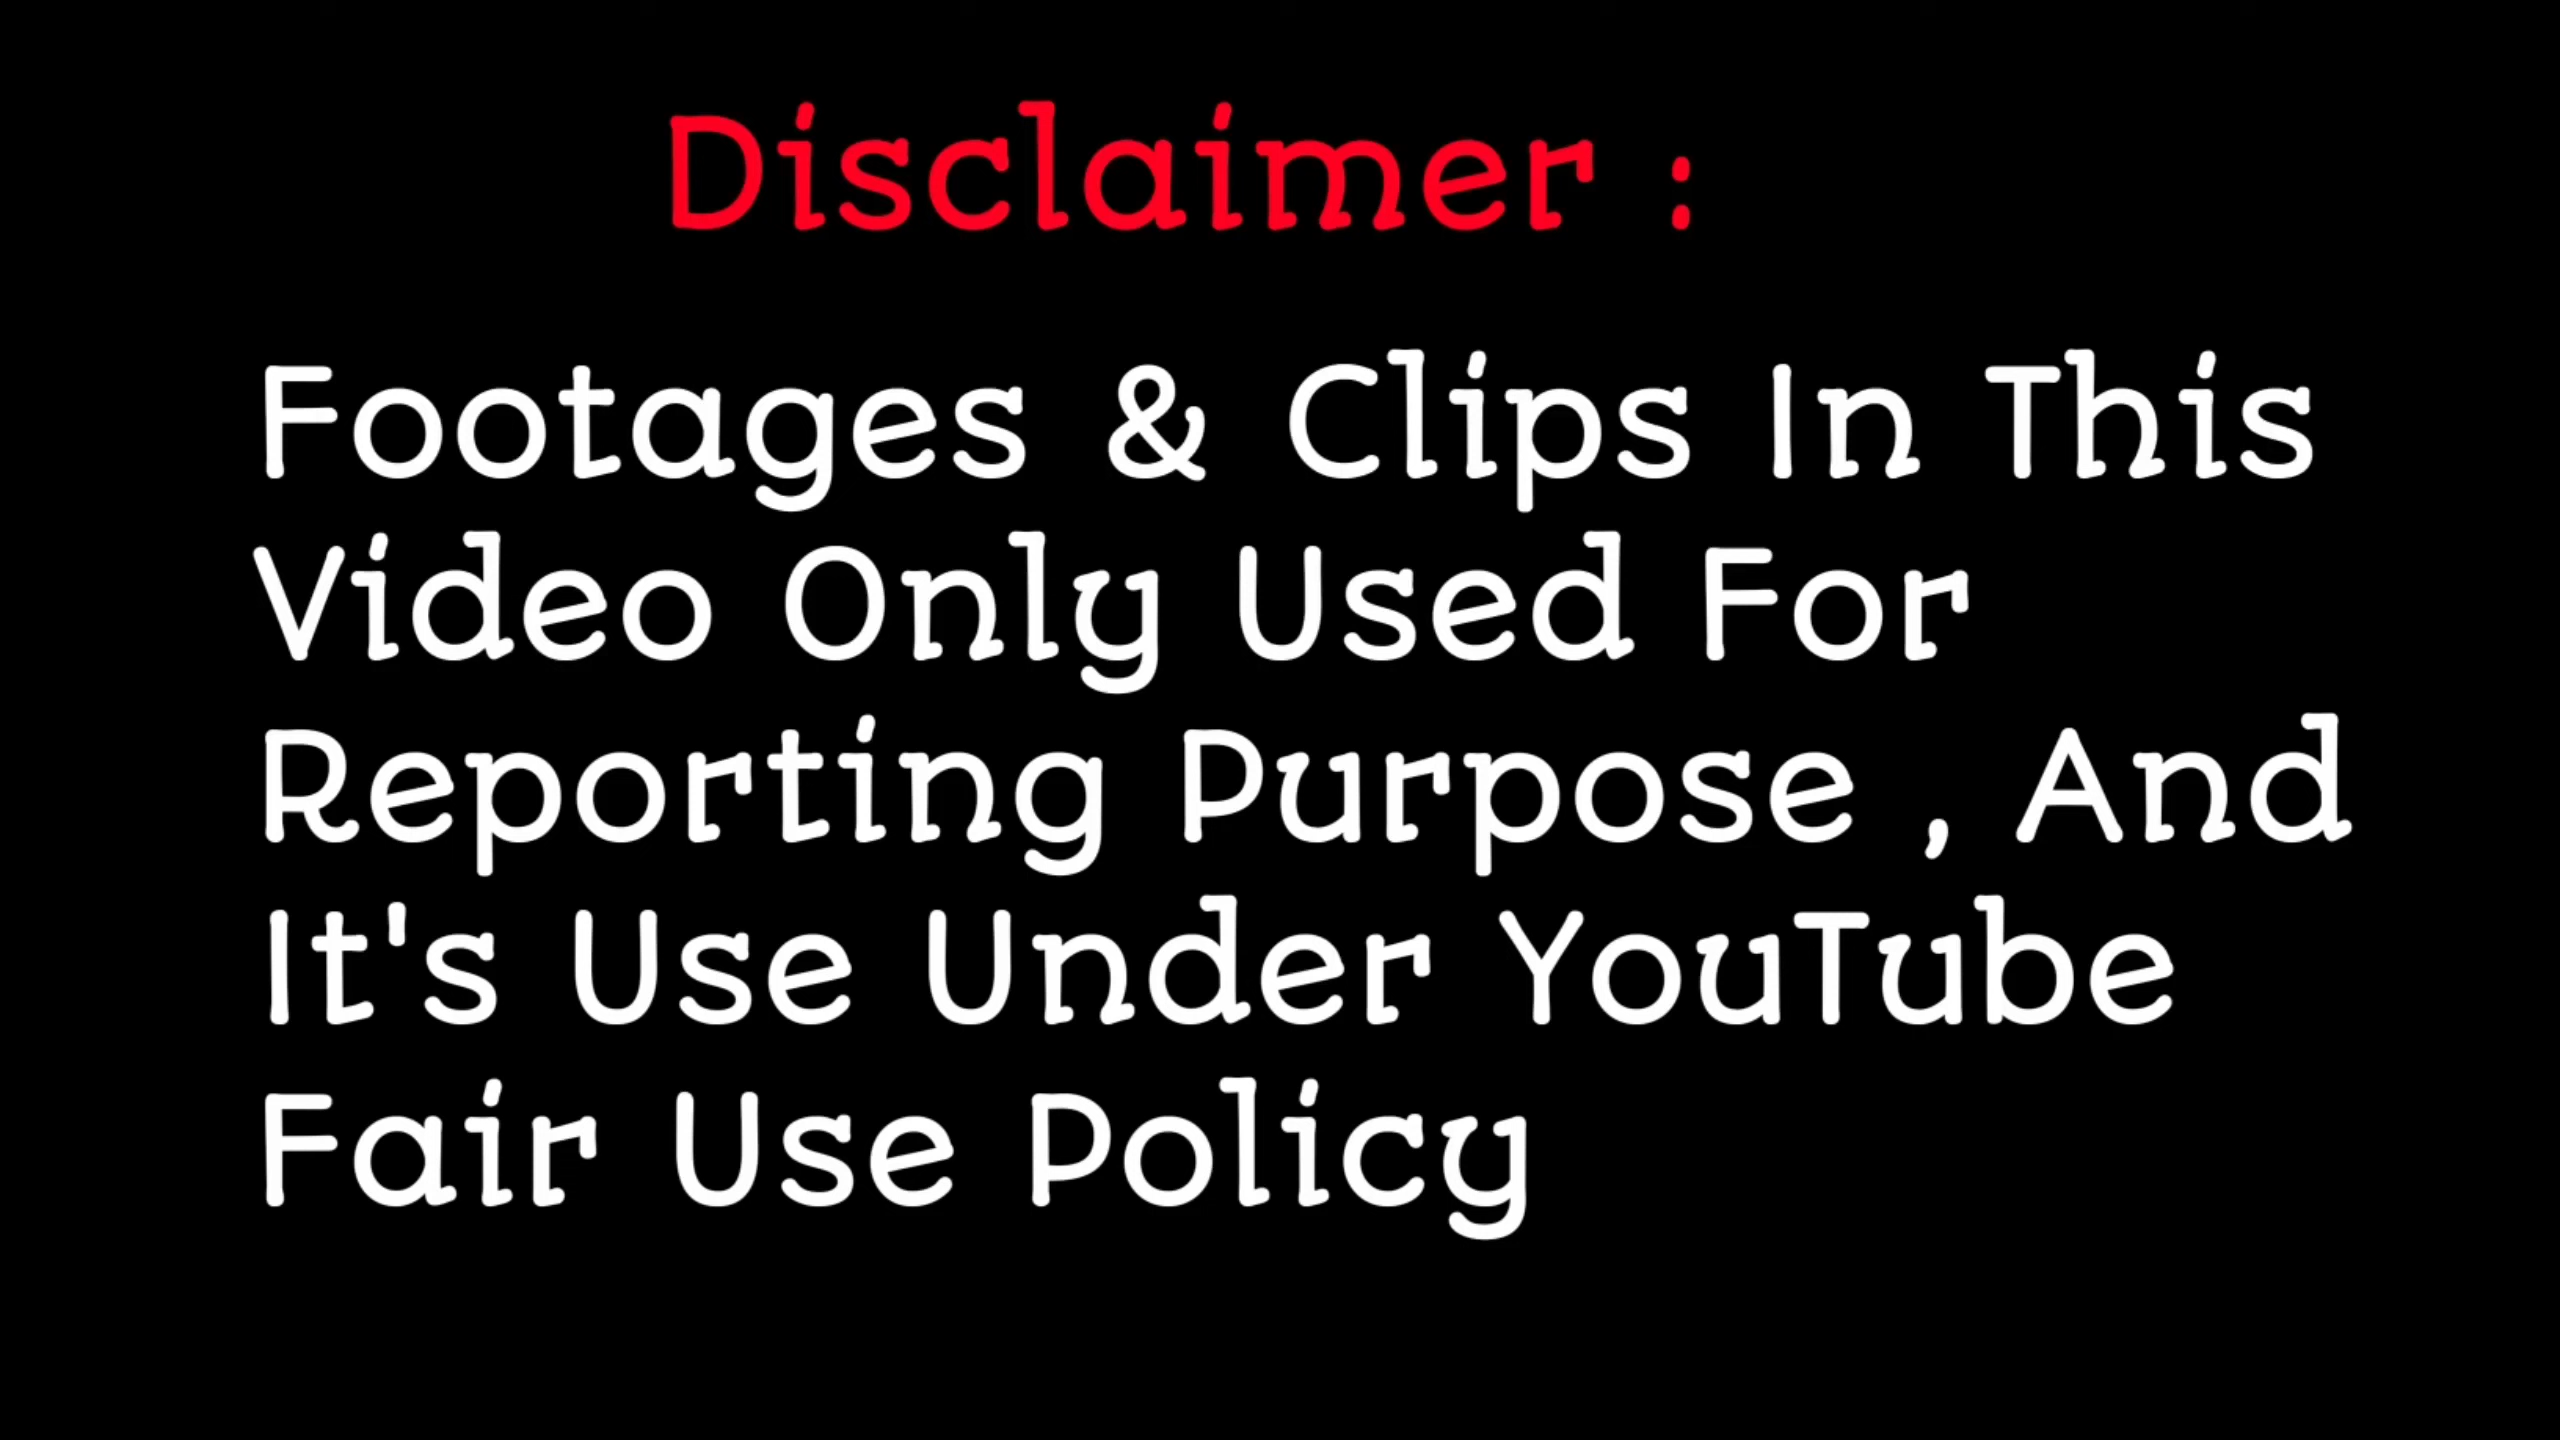 Disclaimer :
Footages & Clips In This
Video Only Used For
Reporting Purpose , And
It's Use Under YouTube
Fair Use Policy